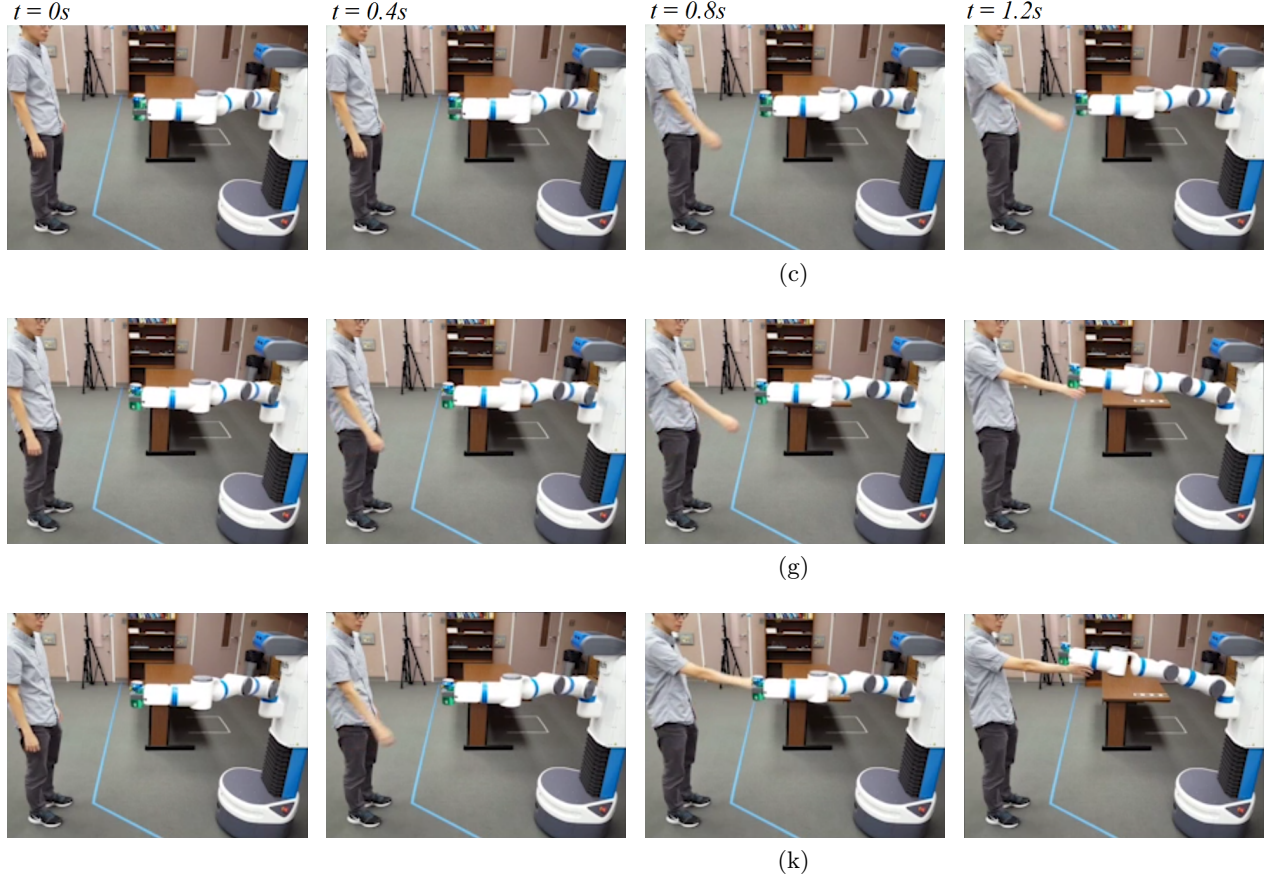 t = 0s t = 0.4s t = 0.8s t = 1.2s
(c)
(g)
(k)